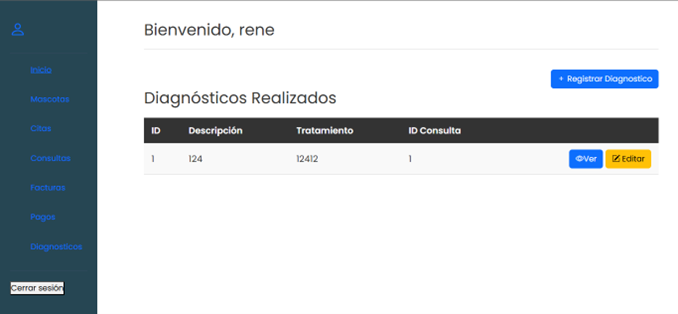 Bienvenido, rene
Inicio
Mascotas
Citas
Consultas
Facturas
Pagos
Diagnosticos
Cerrar sesión
+ Registrar Diagnostico
Diagnósticos Realizados
ID Descripción Tratamiento ID Consulta
1 124 12412 1 Ver Editar